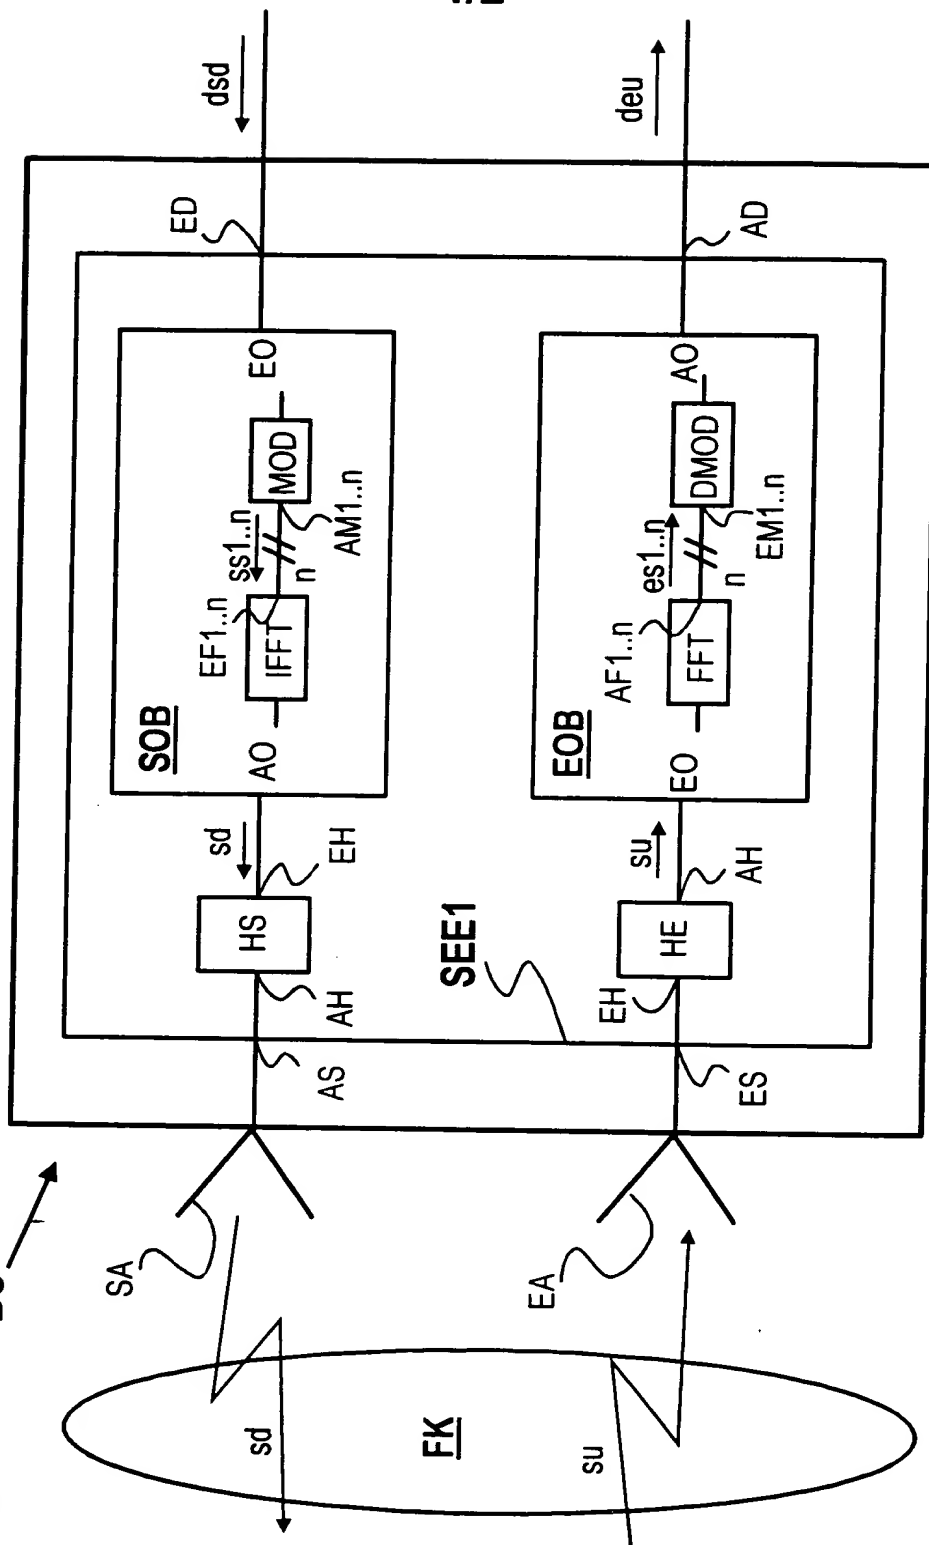 dsd
deu
ED
AD
EO
MOD
AM1..n
ss1..n
n
EF1..n
IFFT
SOB
AO
AO
DMOD
EM1..n
es1..n
n
AF1..n
FFT
EOB
EO
sd
EH
HS
AH
AS
SEE1
su
AH
HE
EH
ES
SA
EA
sd
FK
su